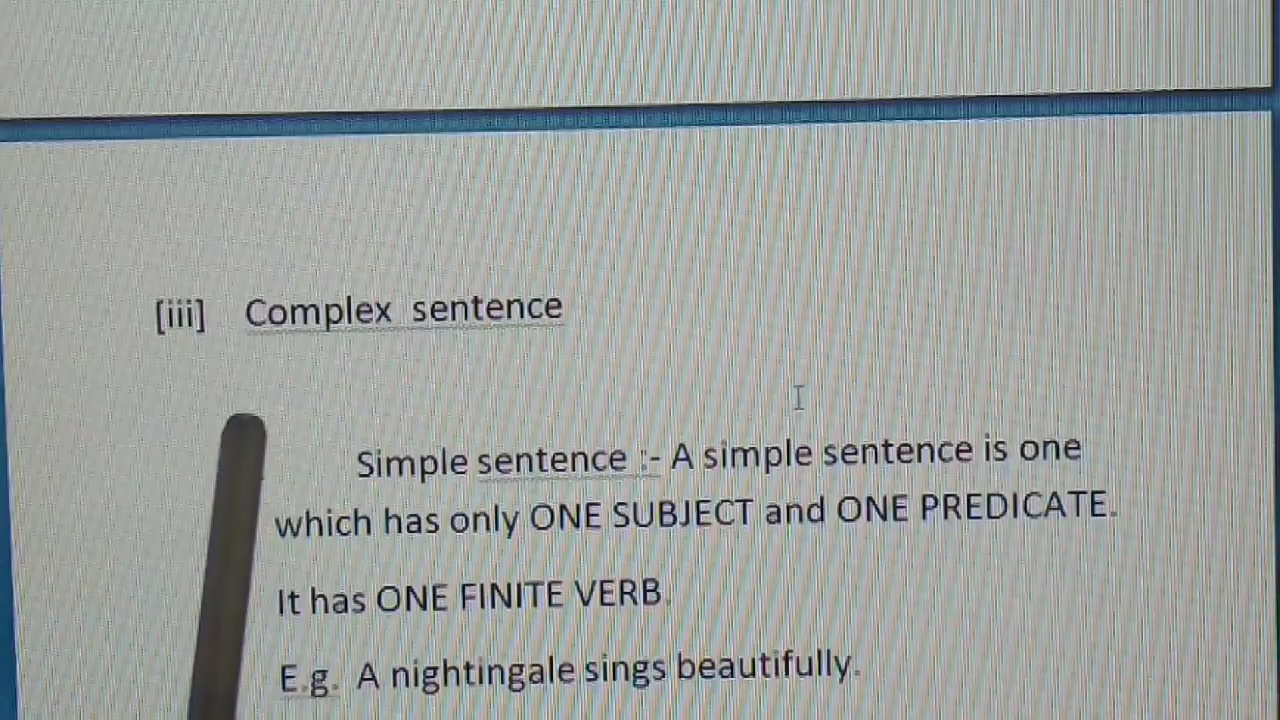 [iii] Complex sentence
Simple sentence :- A simple sentence is one
which has only ONE SUBJECT and ONE PREDICATE.
It has ONE FINITE VERB.
E.g. A nightingale sings beautifully.